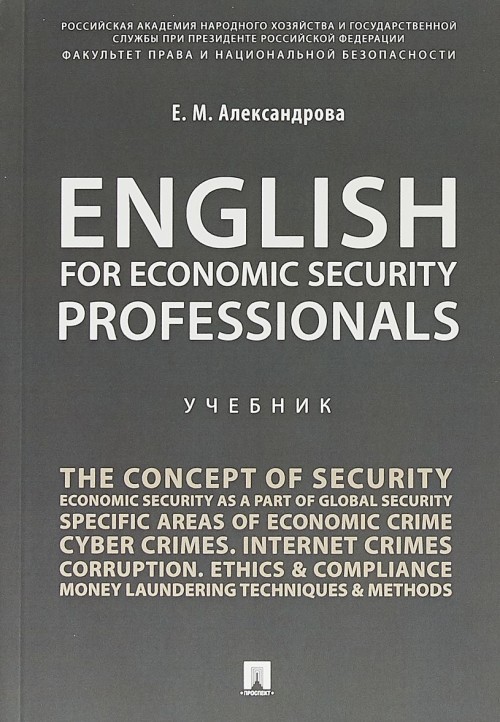 РОССИЙСКАЯ АКАДЕМИЯ НАРОДНОГО ХОЗЯЙСТВА И ГОСУДАРСТВЕННОЙ
СЛУЖБЫ ПРИ ПРЕЗИДЕНТЕ РОССИЙСКОЙ ФЕДЕРАЦИИ
ФАКУЛЬТЕТ ПРАВА И НАЦИОНАЛЬНОЙ БЕЗОПАСНОСТИ
Е. М. Александрова
ENGLISH
FOR ECONOMIC SECURITY
PROFESSIONALS
УЧЕБНИК
THE CONCEPT OF SECURITY
ECONOMIC SECURITY AS A PART OF GLOBAL SECURITY
SPECIFIC AREAS OF ECONOMIC CRIME
CYBER CRIMES. INTERNET CRIMES
CORRUPTION. ETHICS & COMPLIANCE
MONEY LAUNDERING TECHNIQUES & METHODS
ПРОСПЕКТ